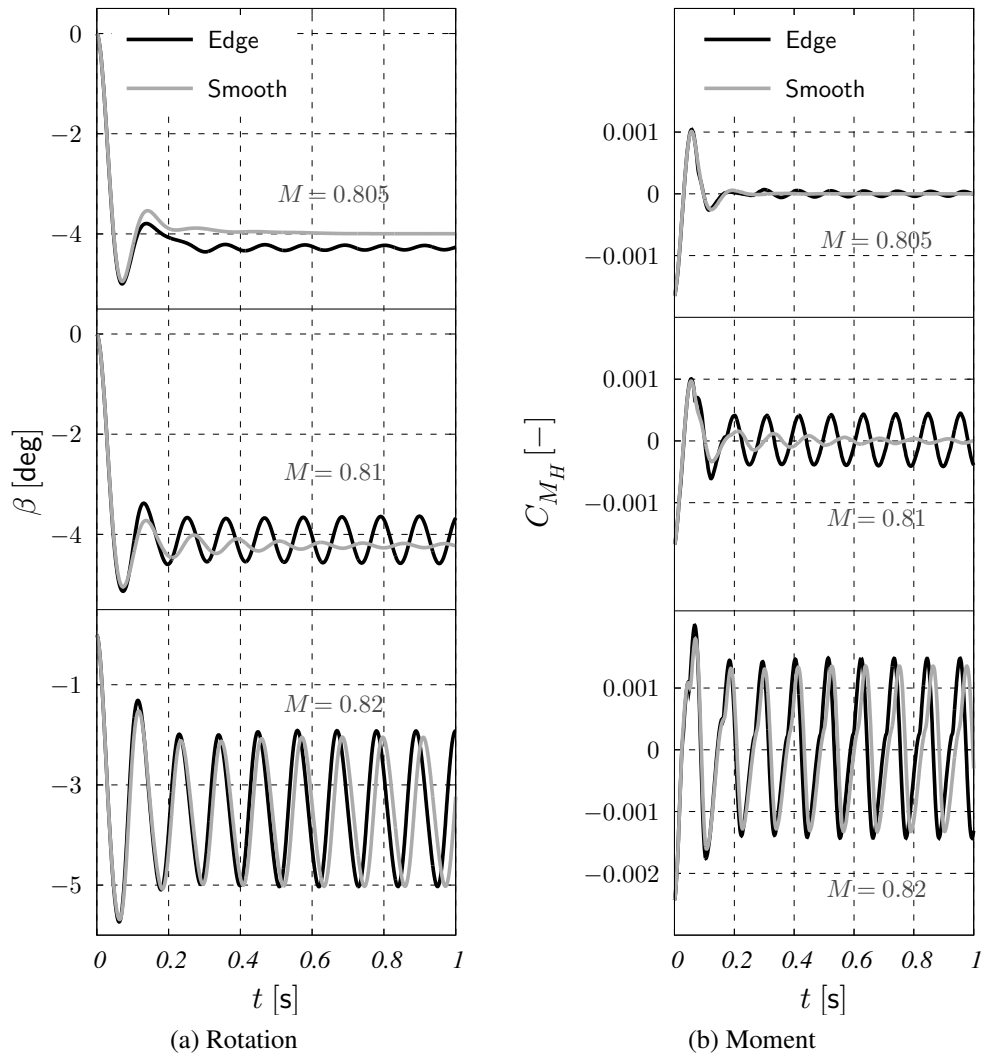 Edge
Smooth
0
−2
−4
M = 0.805
0
−2
−4
M = 0.81
−1
−3
−5
M = 0.82
β [deg]
0 0.2 0.4 0.6 0.8 1
t [s]
(a) Rotation
Edge
Smooth
0.001
0
−0.001
M = 0.805
0.001
0
−0.001
M = 0.81
0.001
0
−0.001
−0.002
M = 0.82
C_{M_H} [−]
0 0.2 0.4 0.6 0.8 1
t [s]
(b) Moment